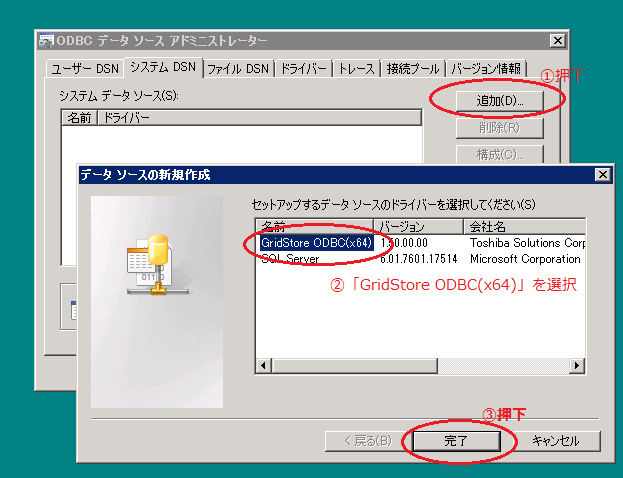 ODBC データ ソース アドミニストレーター
ユーザー DSN システム DSN ファイル DSN ドライバー トレース 接続プール バージョン情報
①押下
システム データ ソース(S):
追加(D)...
名前 ドライバー
削除(R)
構成(C)...
データ ソースの新規作成
セットアップするデータ ソースのドライバーを選択してください(S)
名前 バージョン 会社名
GridStore ODBC(x64) 1.50.00.00 Toshiba Solutions Corp
SQL Server 6.01.7601.17514 Microsoft Corporation
②「GridStore ODBC(x64)」を選択
0110
③押下
< 戻る(B) 完了 キャンセル